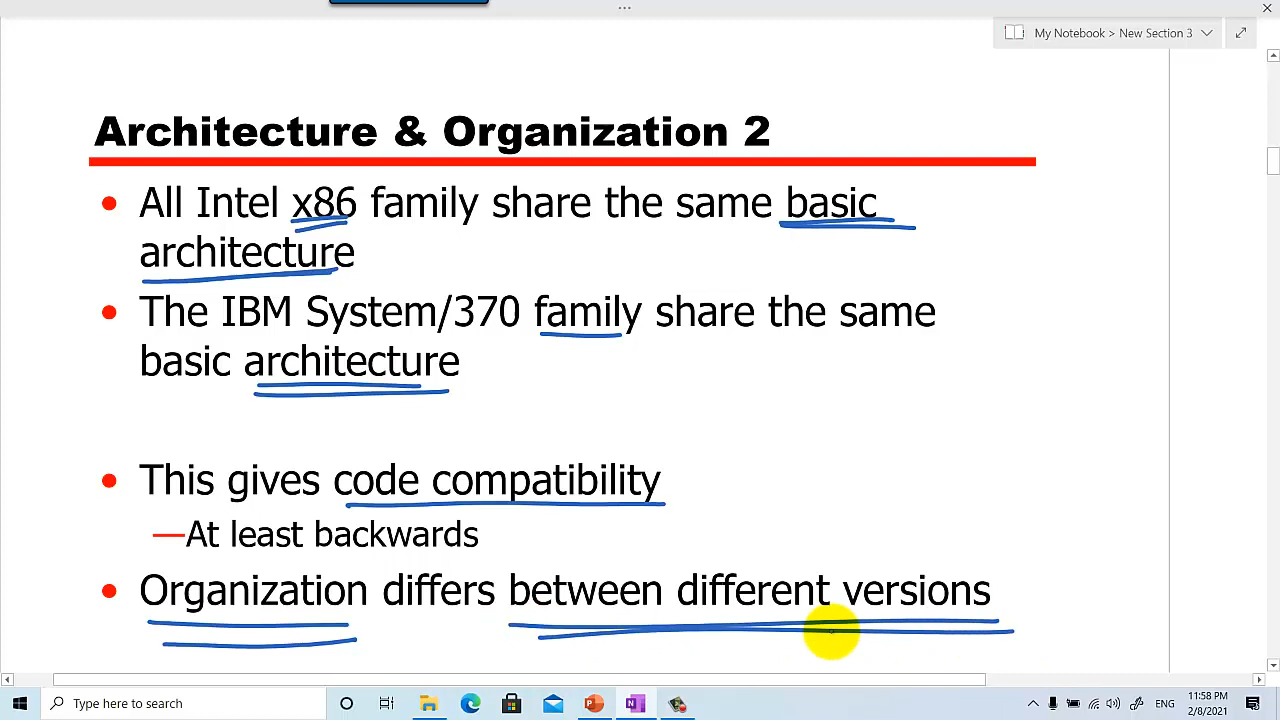 My Notebook > New Section 3
Architecture & Organization 2
• All Intel x86 family share the same basic
architecture
• The IBM System/370 family share the same
basic architecture
• This gives code compatibility
—At least backwards
• Organization differs between different versions
Type here to search
ENG
11:58 PM
2/8/2021